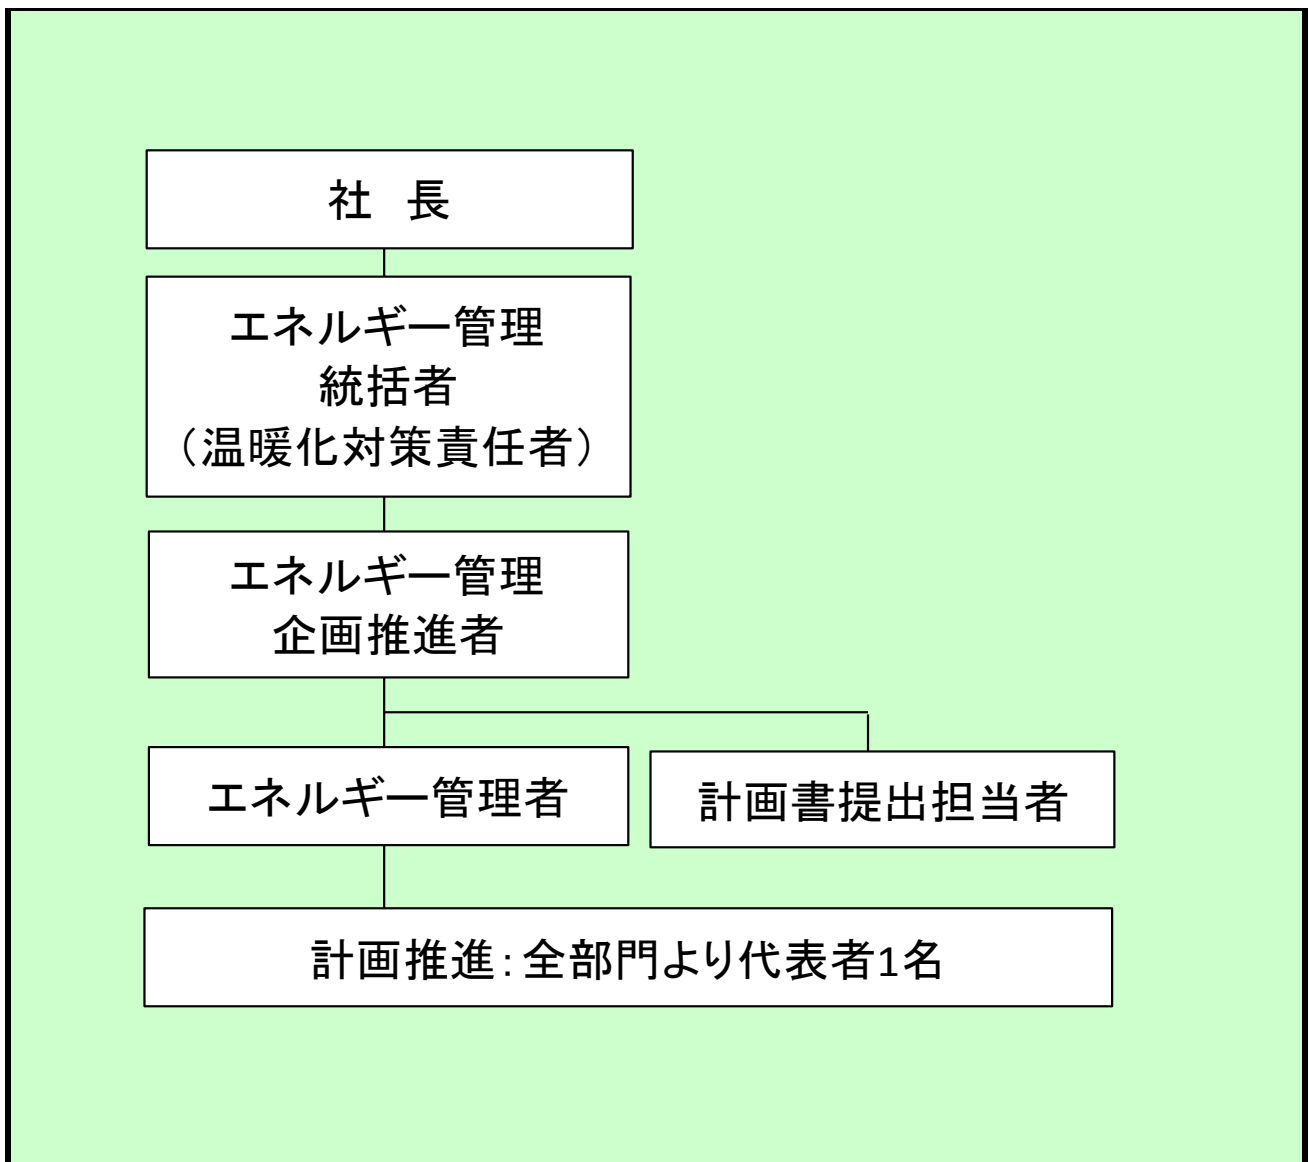 社　長
エネルギー管理
統括者
（温暖化対策責任者）
エネルギー管理
企画推進者
エネルギー管理者
計画書提出担当者
計画推進：全部門より代表者1名